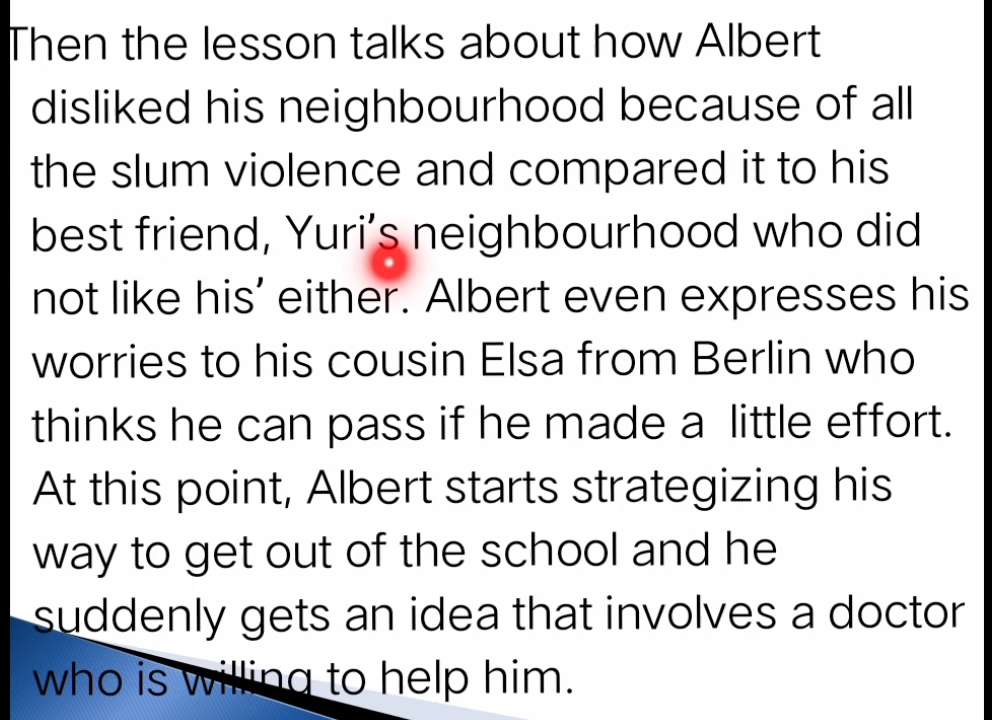 Then the lesson talks about how Albert
disliked his neighbourhood because of all
the slum violence and compared it to his
best friend, Yuri’s neighbourhood who did
not like his’ either. Albert even expresses his
worries to his cousin Elsa from Berlin who
thinks he can pass if he made a  little effort.
At this point, Albert starts strategizing his
way to get out of the school and he
suddenly gets an idea that involves a doctor
who is willing to help him.